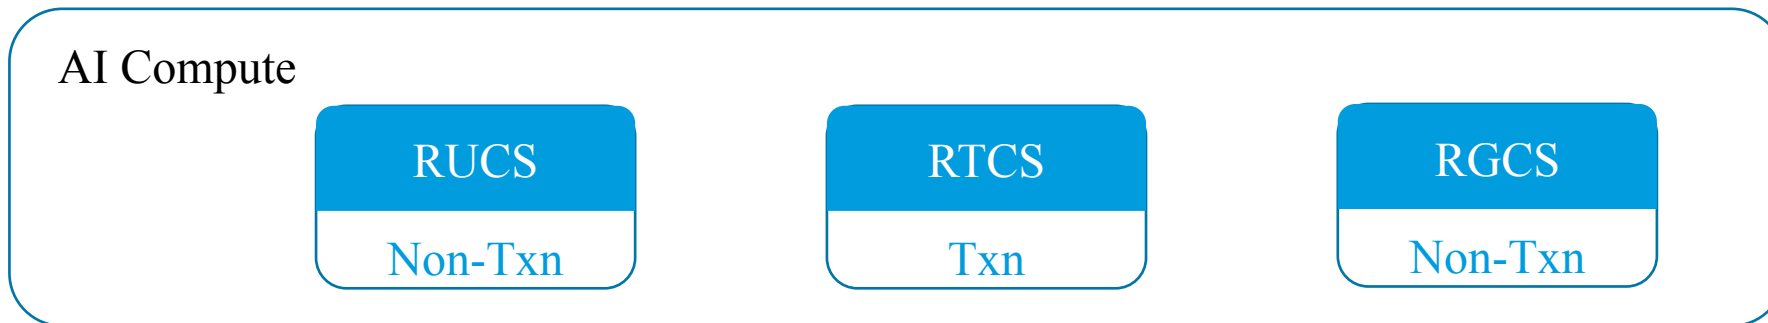 AI Compute
RUCS
Non-Txn
RTCS
Txn
RGCS
Non-Txn